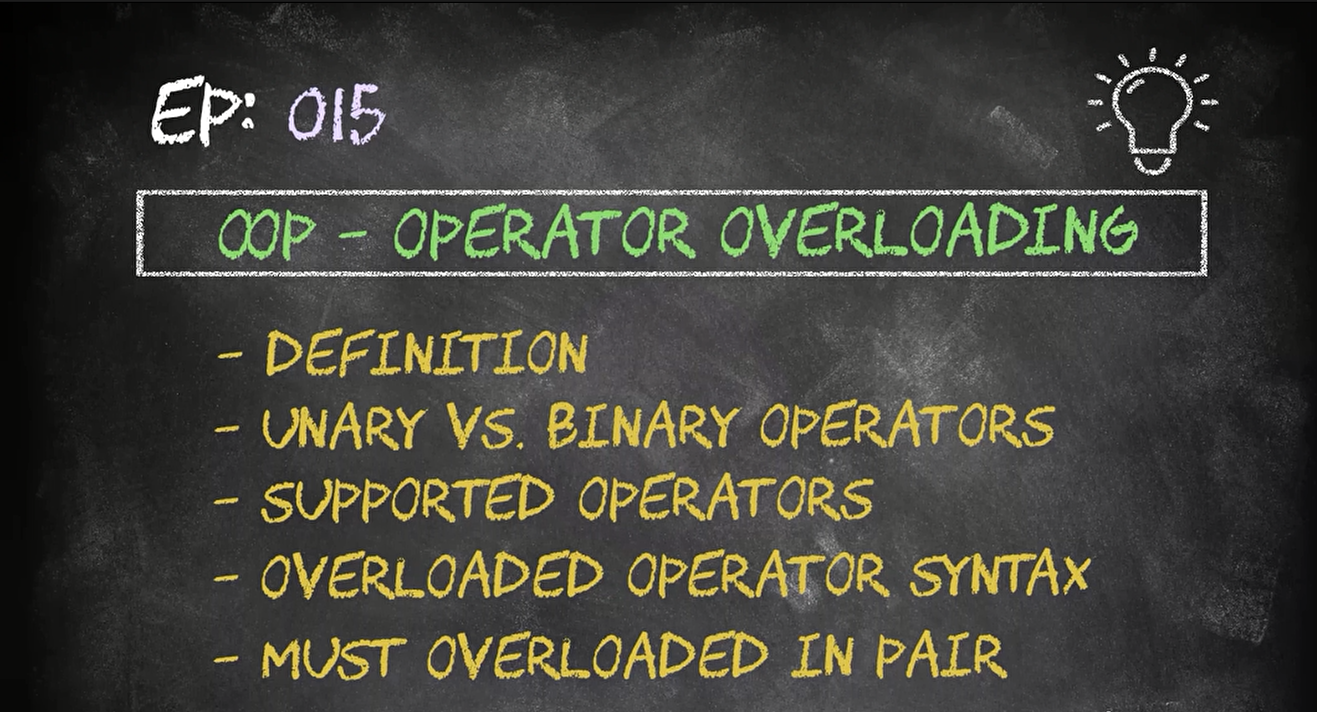 EP: 015
OOP - OPERATOR OVERLOADING
- DEFINITION
- UNARY VS. BINARY OPERATORS
- SUPPORTED OPERATORS
- OVERLOADED OPERATOR SYNTAX
- MUST OVERLOADED IN PAIR